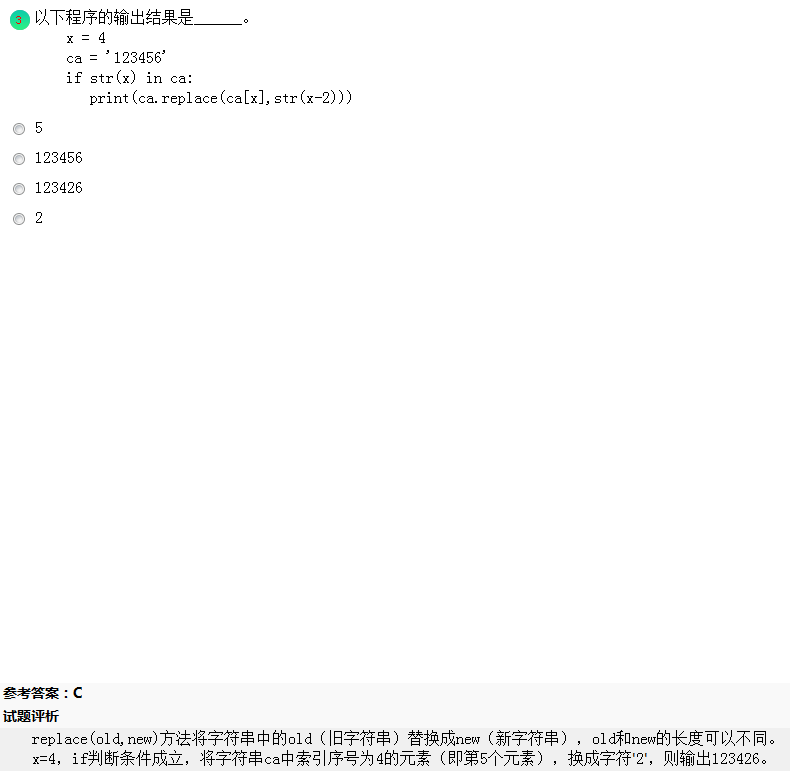 3 以下程序的输出结果是______。
x = 4
ca = '123456'
if str(x) in ca:
print(ca.replace(ca[x],str(x-2)))
5
123456
123426
2
参考答案：C
试题评析
replace(old,new)方法将字符串中的old（旧字符串）替换成new（新字符串），old和new的长度可以不同。
x=4，if判断条件成立，将字符串ca中索引序号为4的元素（即第5个元素），换成字符'2'，则输出123426。